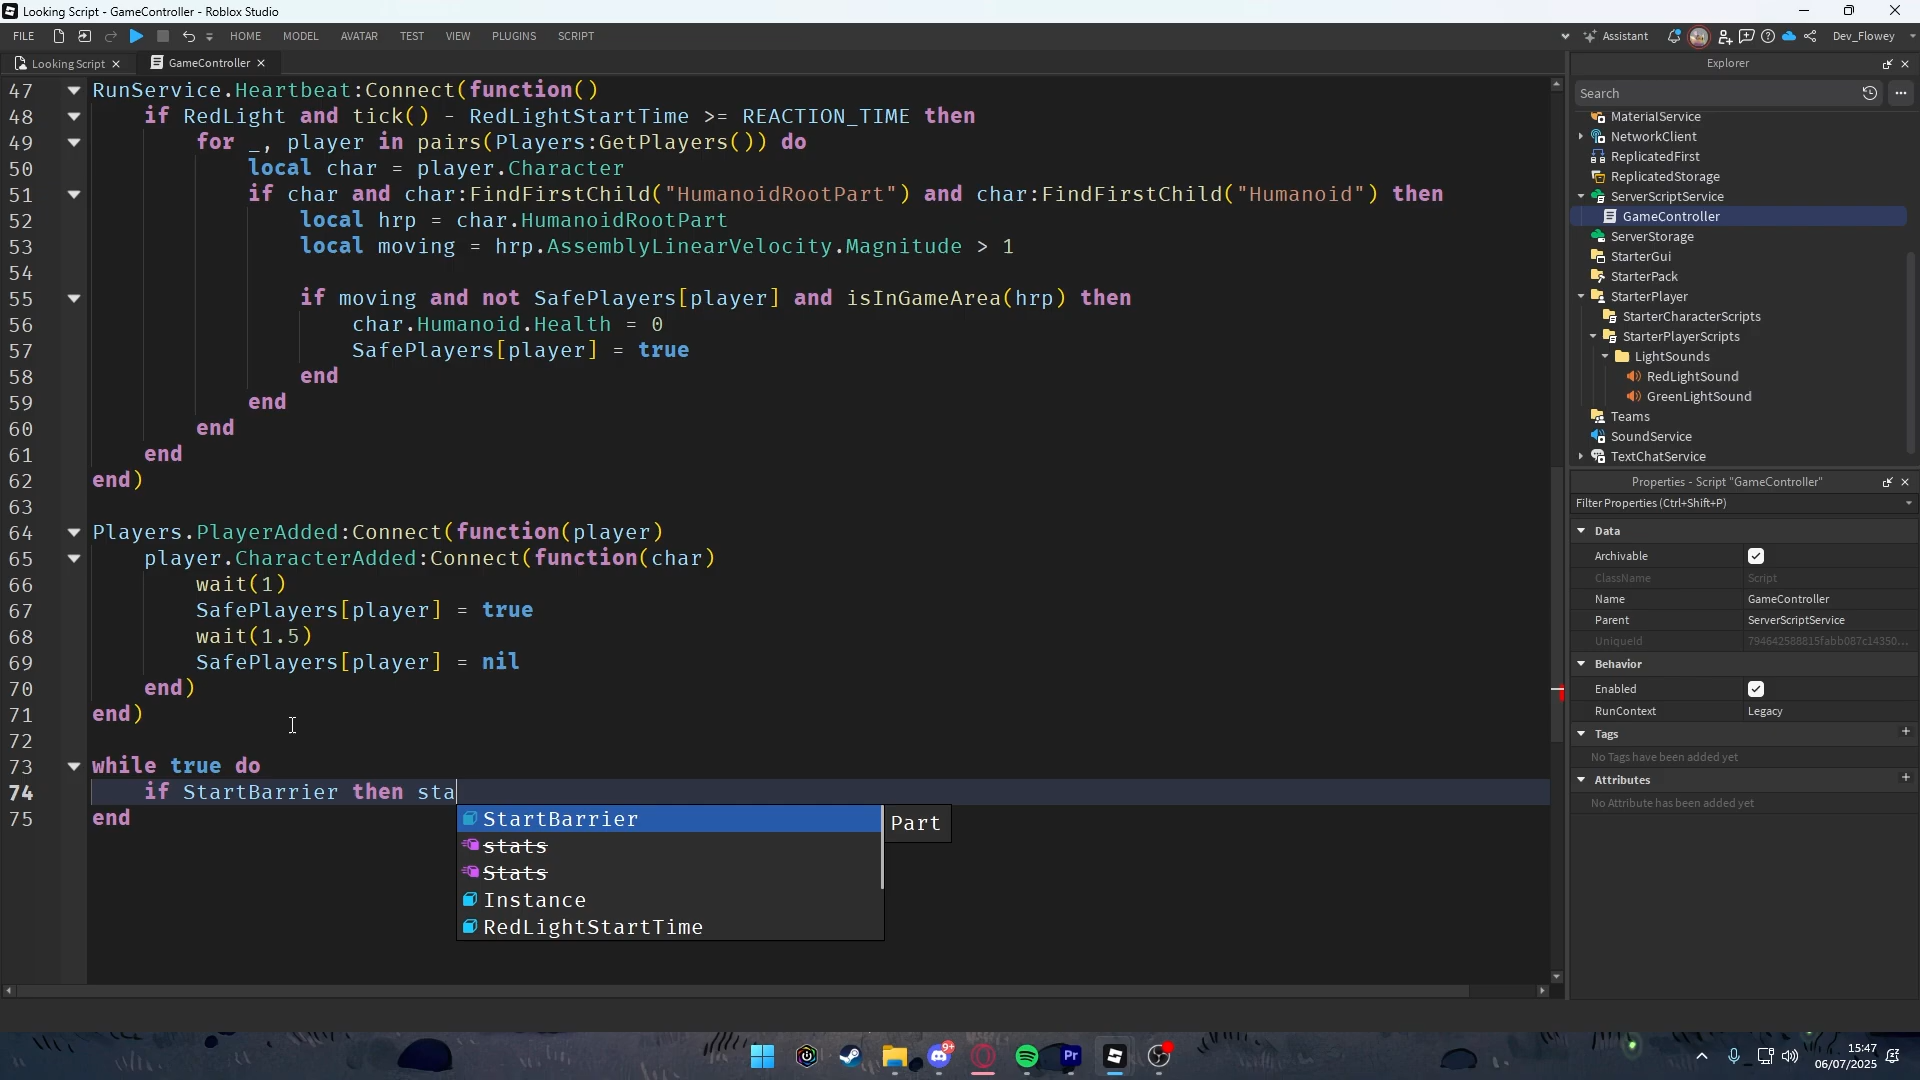 Looking Script - GameController - Roblox Studio
FILE HOME MODEL AVATAR TEST VIEW PLUGINS SCRIPT Assistant Dev_Flowey
Looking Script GameController
47 RunService.Heartbeat:Connect(function()
48 if RedLight and tick() - RedLightStartTime >= REACTION_TIME then
49 for _, player in pairs(Players:GetPlayers()) do
50 local char = player.Character
51 if char and char:FindFirstChild("HumanoidRootPart") and char:FindFirstChild("Humanoid") then
52 local hrp = char.HumanoidRootPart
53 local moving = hrp.AssemblyLinearVelocity.Magnitude > 1
54
55 if moving and not SafePlayers[player] and isInGameArea(hrp) then
56 char.Humanoid.Health = 0
57 SafePlayers[player] = true
58 end
59 end
60 end
61 end
62 end)
63
64 Players.PlayerAdded:Connect(function(player)
65 player.CharacterAdded:Connect(function(char)
66 wait(1)
67 SafePlayers[player] = true
68 wait(1.5)
69 SafePlayers[player] = nil
70 end)
71 end)
72
73 while true do
74 if StartBarrier then sta
75 end
StartBarrier
stats
Stats
Instance
RedLightStartTime
Part
Explorer
Search
MaterialService
NetworkClient
ReplicatedFirst
ReplicatedStorage
ServerScriptService
GameController
ServerStorage
StarterGui
StarterPack
StarterPlayer
StarterCharacterScripts
StarterPlayerScripts
LightSounds
RedLightSound
GreenLightSound
Teams
SoundService
TextChatService
Properties - Script "GameController"
Filter Properties (Ctrl+Shift+P)
Data
Archivable
ClassName Script
Name GameController
Parent ServerScriptService
UniqueId 794642588815fabb087c14350...
Behavior
Enabled
RunContext Legacy
Tags
No Tags have been added yet
Attributes
No Attribute has been added yet
9+
Pr
15:47
06/07/2025